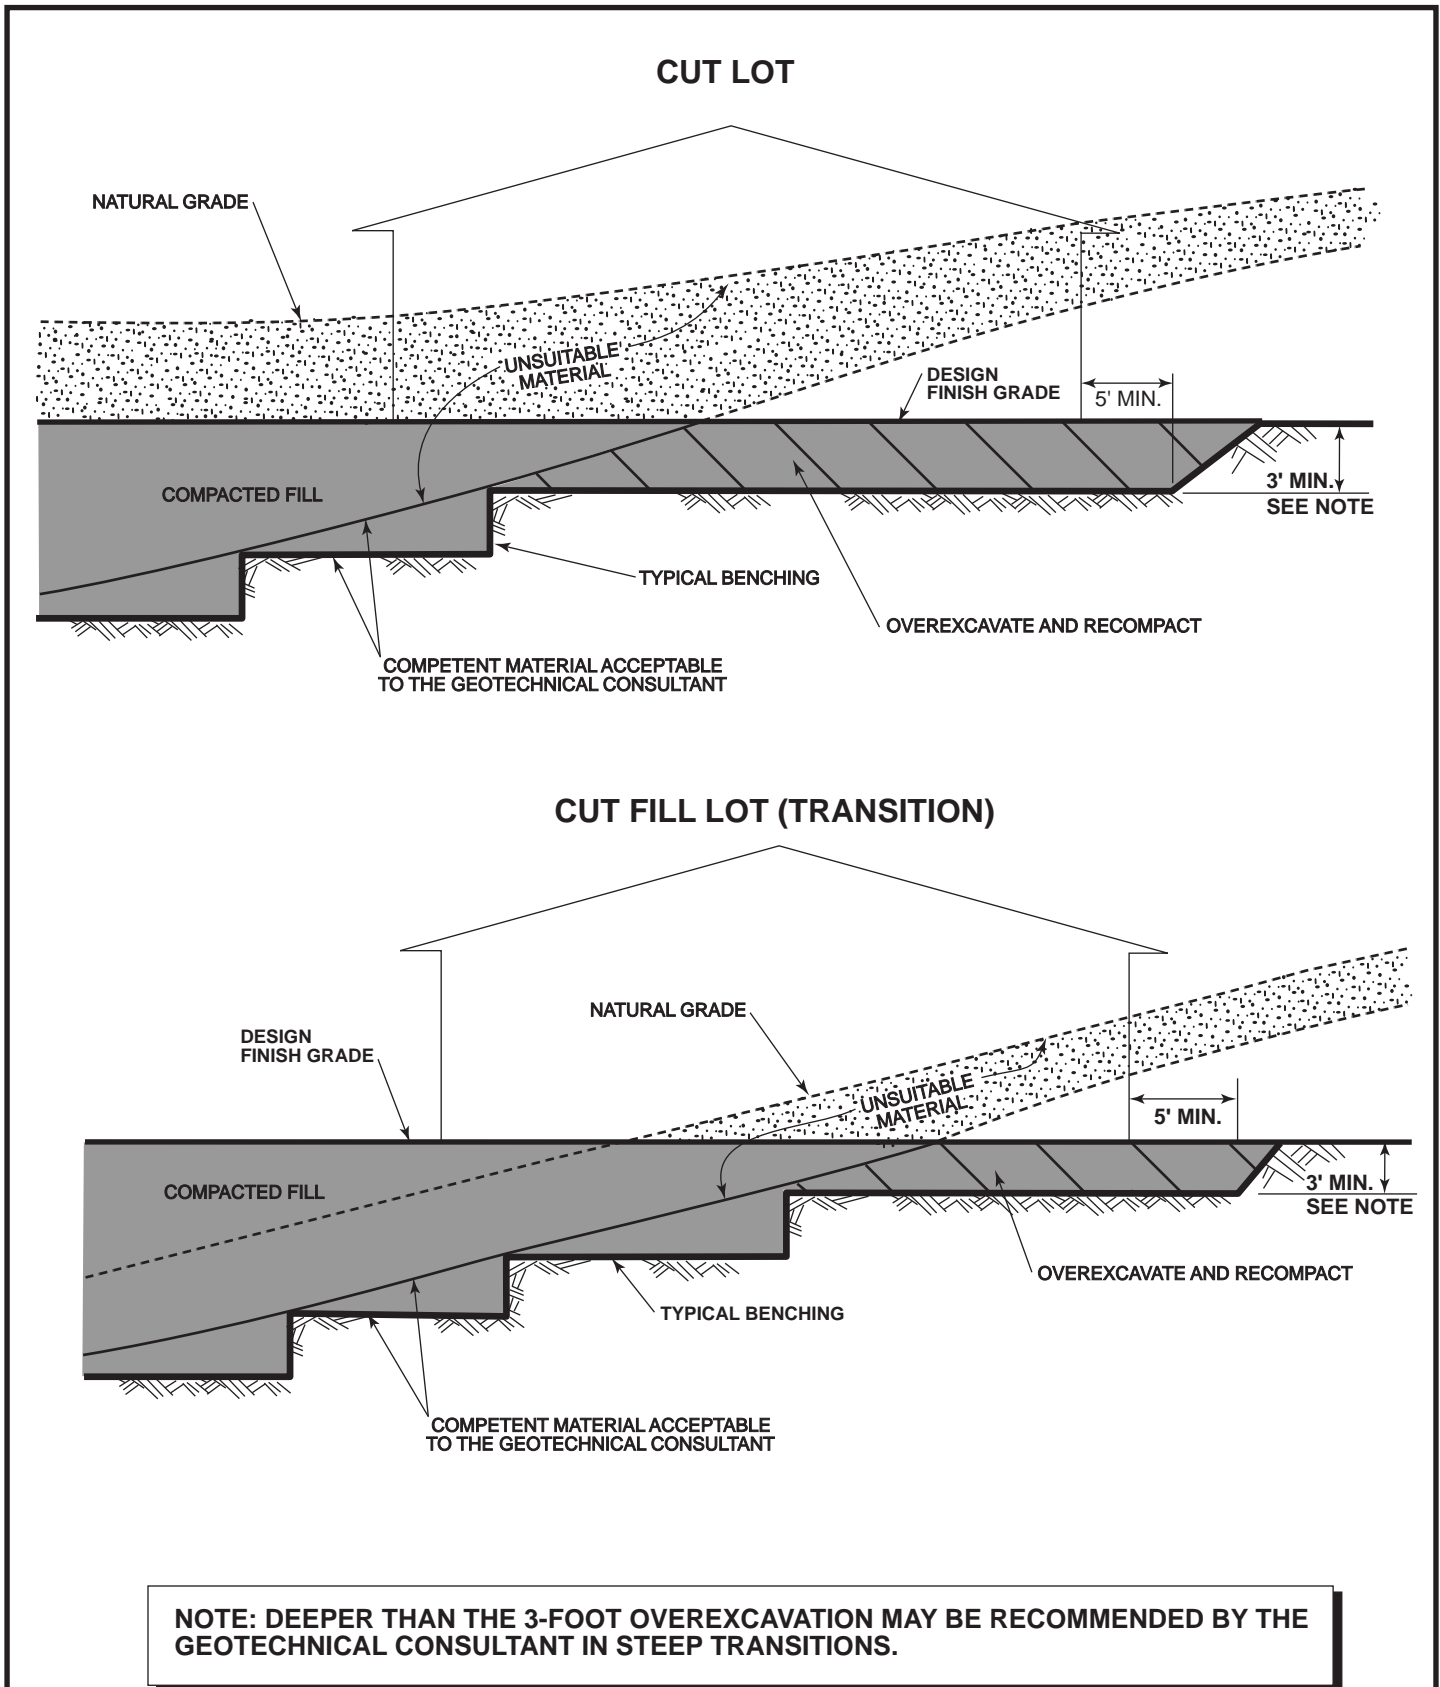 CUT LOT
NATURAL GRADE
UNSUITABLE
MATERIAL
DESIGN
FINISH GRADE
5' MIN.
COMPACTED FILL
3' MIN.
SEE NOTE
TYPICAL BENCHING
OVEREXCAVATE AND RECOMPACT
COMPETENT MATERIAL ACCEPTABLE
TO THE GEOTECHNICAL CONSULTANT
CUT FILL LOT (TRANSITION)
NATURAL GRADE
DESIGN
FINISH GRADE
UNSUITABLE
MATERIAL
5' MIN.
COMPACTED FILL
3' MIN.
SEE NOTE
OVEREXCAVATE AND RECOMPACT
TYPICAL BENCHING
COMPETENT MATERIAL ACCEPTABLE
TO THE GEOTECHNICAL CONSULTANT
NOTE: DEEPER THAN THE 3-FOOT OVEREXCAVATION MAY BE RECOMMENDED BY THE
GEOTECHNICAL CONSULTANT IN STEEP TRANSITIONS.